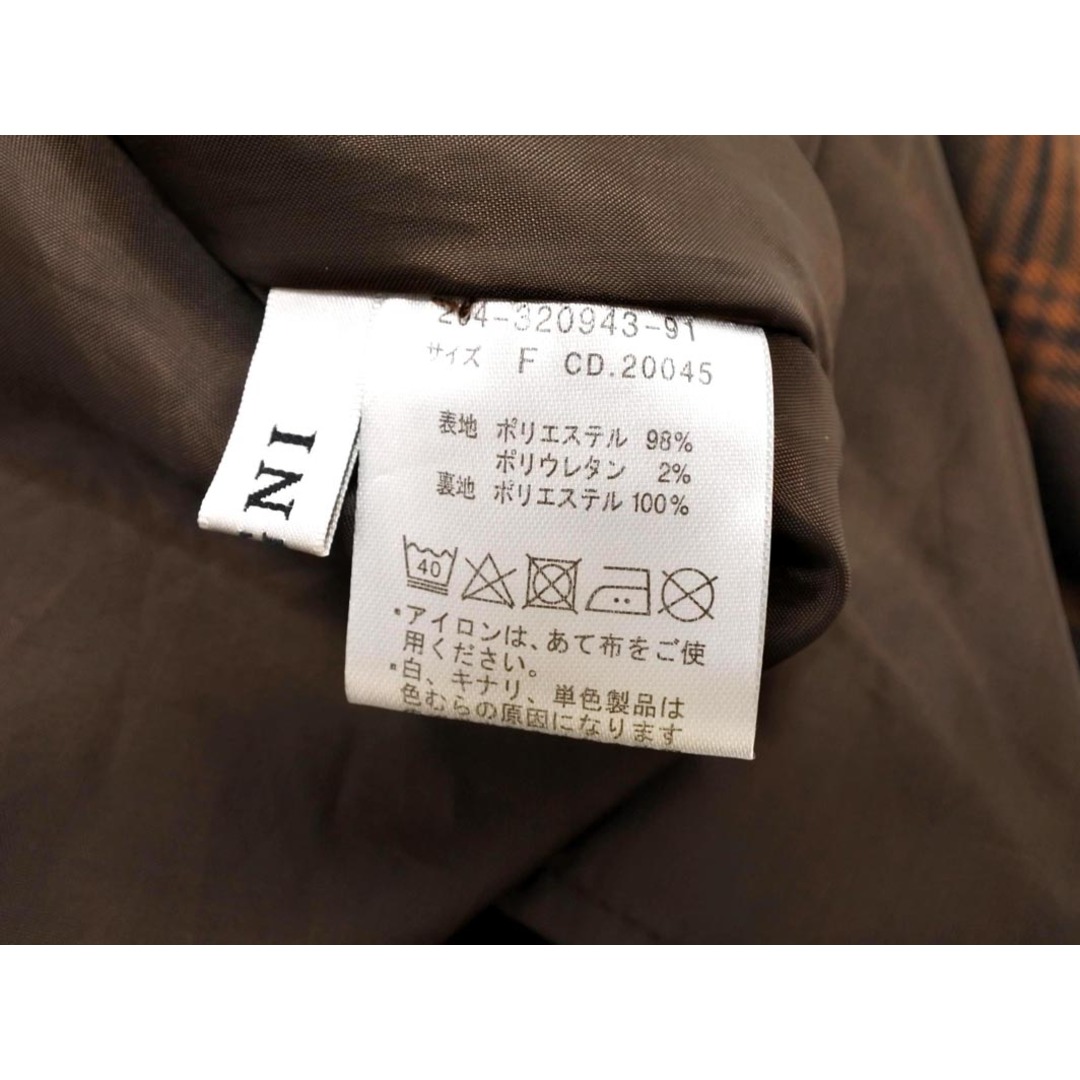 204-320943-91
サイズ F CD.20045
表地 ポリエステル 98%
ポリウレタン 2%
裏地 ポリエステル 100%
40
*アイロンは、あて布をご使
用ください。
*白、キナリ、単色製品は
色むらの原因になります
NI